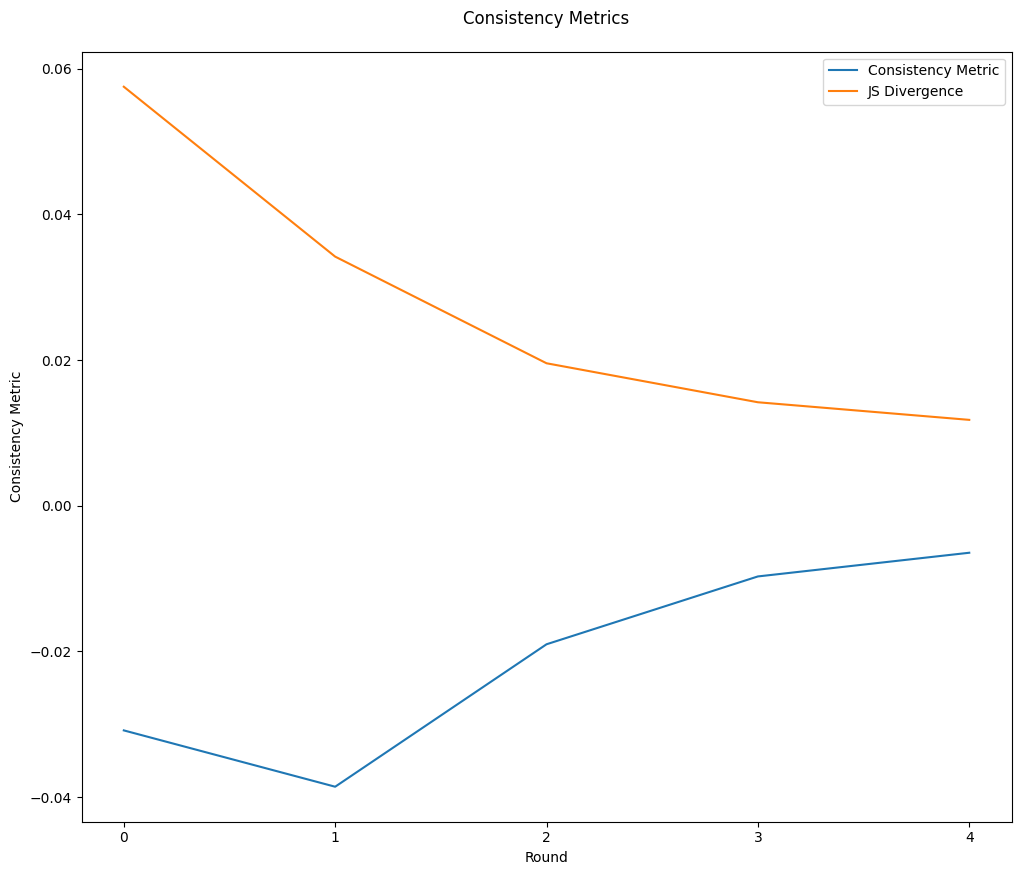 Consistency Metrics
Consistency Metric
JS Divergence
0.06
0.04
0.02
0.00
−0.02
−0.04
Consistency Metric
0
1
2
3
4
Round